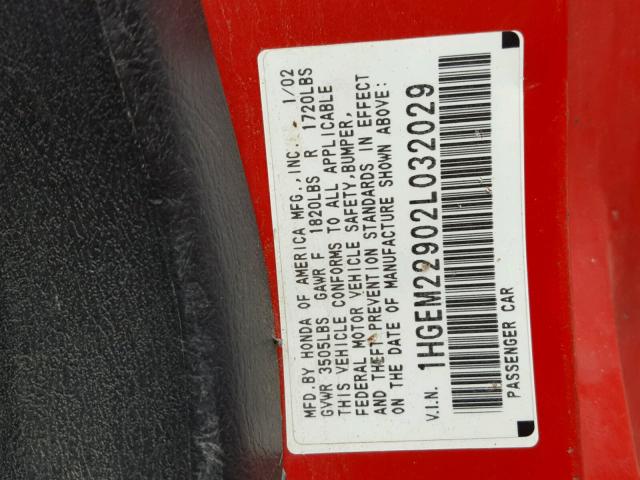 MFD.BY HONDA OF AMERICA MFG.,INC. 1/02
GVWR 3505LBS GAWR F 1820LBS R 1720LBS
THIS VEHICLE CONFORMS TO ALL APPLICABLE
FEDERAL MOTOR VEHICLE SAFETY,BUMPER,
AND THEFT PREVENTION STANDARDS IN EFFECT
ON THE DATE OF MANUFACTURE SHOWN ABOVE:
V.I.N. 1HGEM22902L032029
PASSENGER CAR